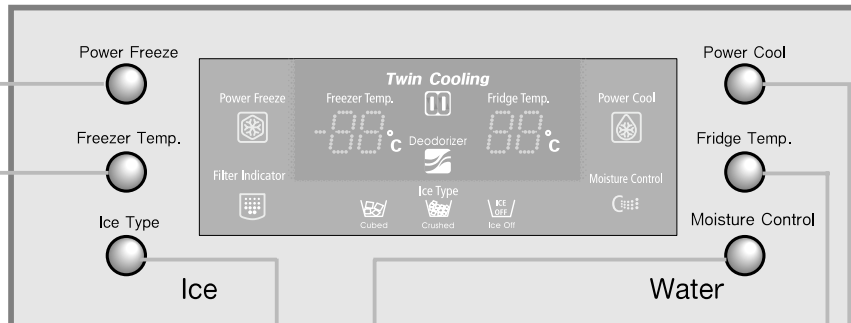 Power Freeze
Power Cool
Twin Cooling
Power Freeze
Freezer Temp.
Fridge Temp.
Power Cool
Freezer Temp.
-88°C
88°C
Fridge Temp.
Deodorizer
Filter Indicator
Moisture Control
Ice Type
Ice Type
ICE
OFF
Moisture Control
Cubed
Crushed
Ice Off
Ice
Water